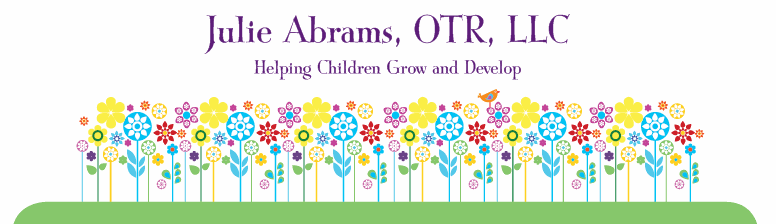 Julie Abrams, OTR, LLC
Helping Children Grow and Develop